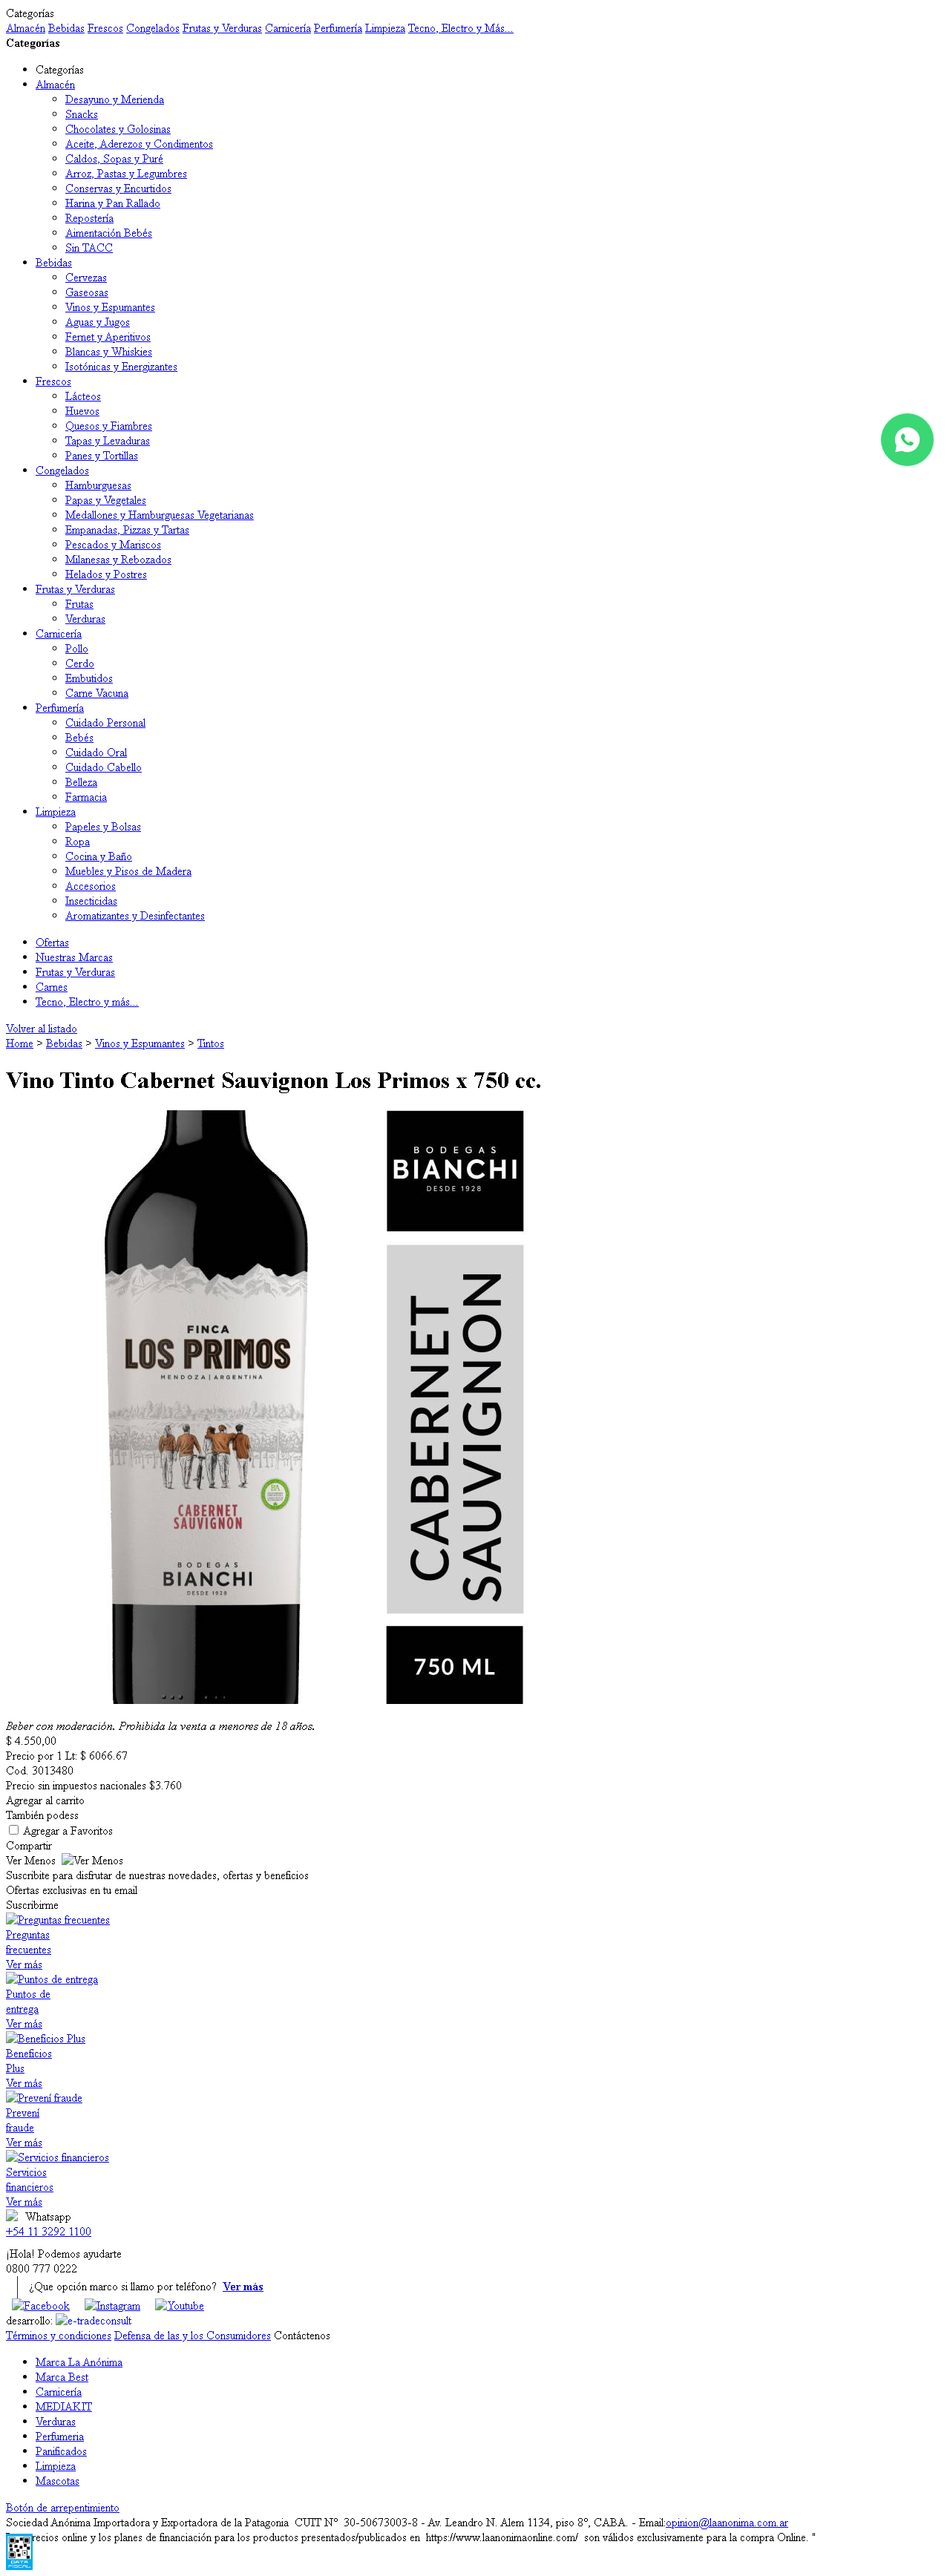 Categorías
Almacén Bebidas Frescos Congelados Frutas y Verduras Carnicería Perfumería Limpieza Tecno, Electro y Más...
Categorías
Categorías
Almacén
Desayuno y Merienda
Snacks
Chocolates y Golosinas
Aceite, Aderezos y Condimentos
Caldos, Sopas y Puré
Arroz, Pastas y Legumbres
Conservas y Encurtidos
Harina y Pan Rallado
Repostería
Aimentación Bebés
Sin TACC
Bebidas
Cervezas
Gaseosas
Vinos y Espumantes
Aguas y Jugos
Fernet y Aperitivos
Blancas y Whiskies
Isotónicas y Energizantes
Frescos
Lácteos
Huevos
Quesos y Fiambres
Tapas y Levaduras
Panes y Tortillas
Congelados
Hamburguesas
Papas y Vegetales
Medallones y Hamburguesas Vegetarianas
Empanadas, Pizzas y Tartas
Pescados y Mariscos
Milanesas y Rebozados
Helados y Postres
Frutas y Verduras
Frutas
Verduras
Carnicería
Pollo
Cerdo
Embutidos
Carne Vacuna
Perfumería
Cuidado Personal
Bebés
Cuidado Oral
Cuidado Cabello
Belleza
Farmacia
Limpieza
Papeles y Bolsas
Ropa
Cocina y Baño
Muebles y Pisos de Madera
Accesorios
Insecticidas
Aromatizantes y Desinfectantes
Ofertas
Nuestras Marcas
Frutas y Verduras
Carnes
Tecno, Electro y más...
Volver al listado
Home > Bebidas > Vinos y Espumantes > Tintos
Vino Tinto Cabernet Sauvignon Los Primos x 750 cc.
FINCA
LOS PRIMOS
MENDOZA | ARGENTINA
CABERNET
SAUVIGNON
BODEGAS
BIANCHI
DESDE 1928
BODEGAS
BIANCHI
DESDE 1928
CABERNET
SAUVIGNON
750 ML
Beber con moderación. Prohibida la venta a menores de 18 años.
$ 4.550,00
Precio por 1 Lt: $ 6066.67
Cod. 3013480
Precio sin impuestos nacionales $3.760
Agregar al carrito
También podess
Agregar a Favoritos
Compartir
Ver Menos Ver Menos
Suscribite para disfrutar de nuestras novedades, ofertas y beneficios
Ofertas exclusivas en tu email
Suscribirme
Preguntas frecuentes
Preguntas
frecuentes
Ver más
Puntos de entrega
Puntos de
entrega
Ver más
Beneficios Plus
Beneficios
Plus
Ver más
Prevení fraude
Prevení
fraude
Ver más
Servicios financieros
Servicios
financieros
Ver más
Whatsapp
+54 11 3292 1100
¡Hola! Podemos ayudarte
0800 777 0222
¿Que opción marco si llamo por teléfono? Ver más
Facebook Instagram Youtube
desarrollo: e-tradeconsult
Términos y condiciones Defensa de las y los Consumidores Contáctenos
Marca La Anónima
Marca Best
Carnicería
MEDIAKIT
Verduras
Perfumeria
Panificados
Limpieza
Mascotas
Botón de arrepentimiento
Sociedad Anónima Importadora y Exportadora de la Patagonia CUIT Nº 30-56673003-8 - Av. Leandro N. Alem 1134, piso 8º, CABA. - Email:opinion@laanonima.com.ar
recios online y los planes de financiación para los productos presentados/publicados en https://www.laanonimaonline.com/ son válidos exclusivamente para la compra Online. "
DATA
FISCAL